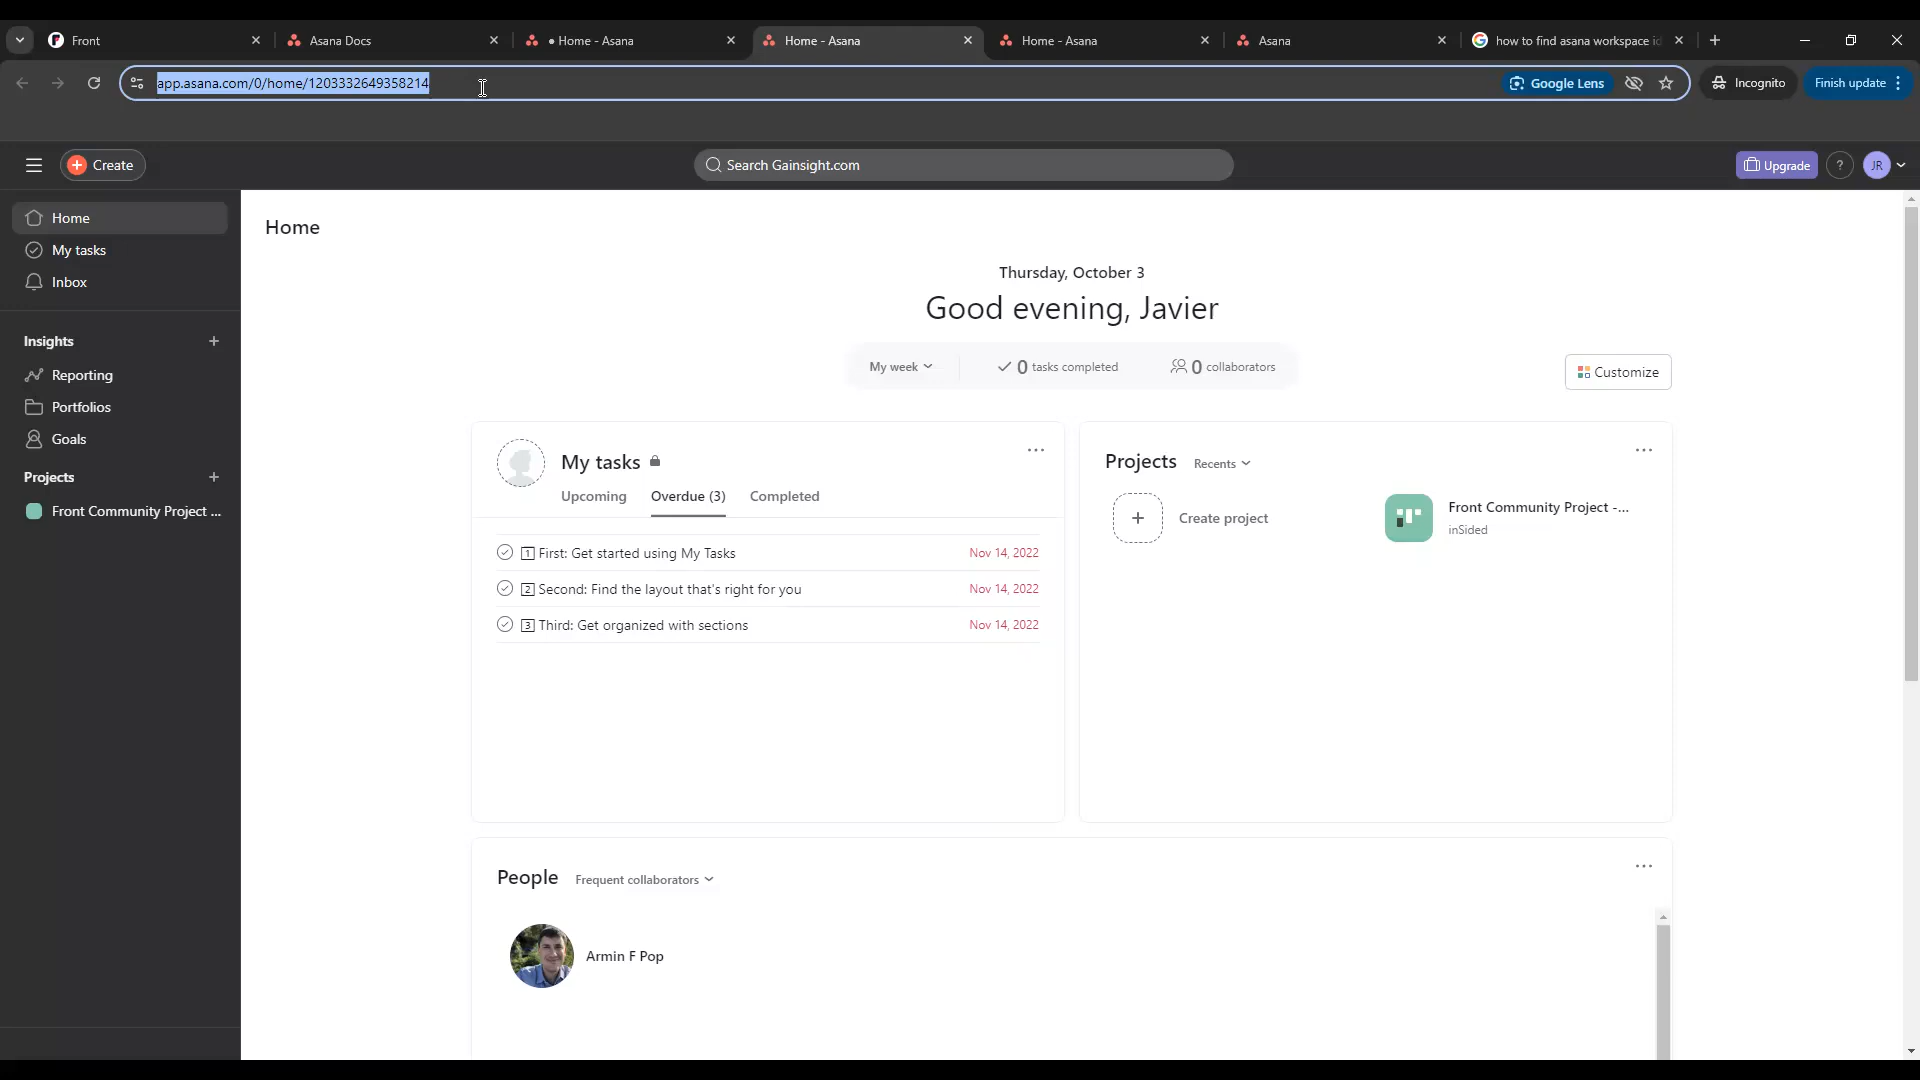 Front
Asana Docs
● Home - Asana
Home - Asana
Home - Asana
Asana
how to find asana workspace id
app.asana.com/0/home/1203332649358214
Google Lens
Incognito
Finish update
Create
Search Gainsight.com
Upgrade
?
JR
Home
My tasks
Inbox
Insights
Reporting
Portfolios
Goals
Projects
Front Community Project ...
Home
Thursday, October 3
Good evening, Javier
My week
0 tasks completed
0 collaborators
Customize
My tasks
Upcoming
Overdue (3)
Completed
1 First: Get started using My Tasks
Nov 14, 2022
2 Second: Find the layout that's right for you
Nov 14, 2022
3 Third: Get organized with sections
Nov 14, 2022
Projects
Recents
Create project
Front Community Project -...
inSided
People
Frequent collaborators
Armin F Pop